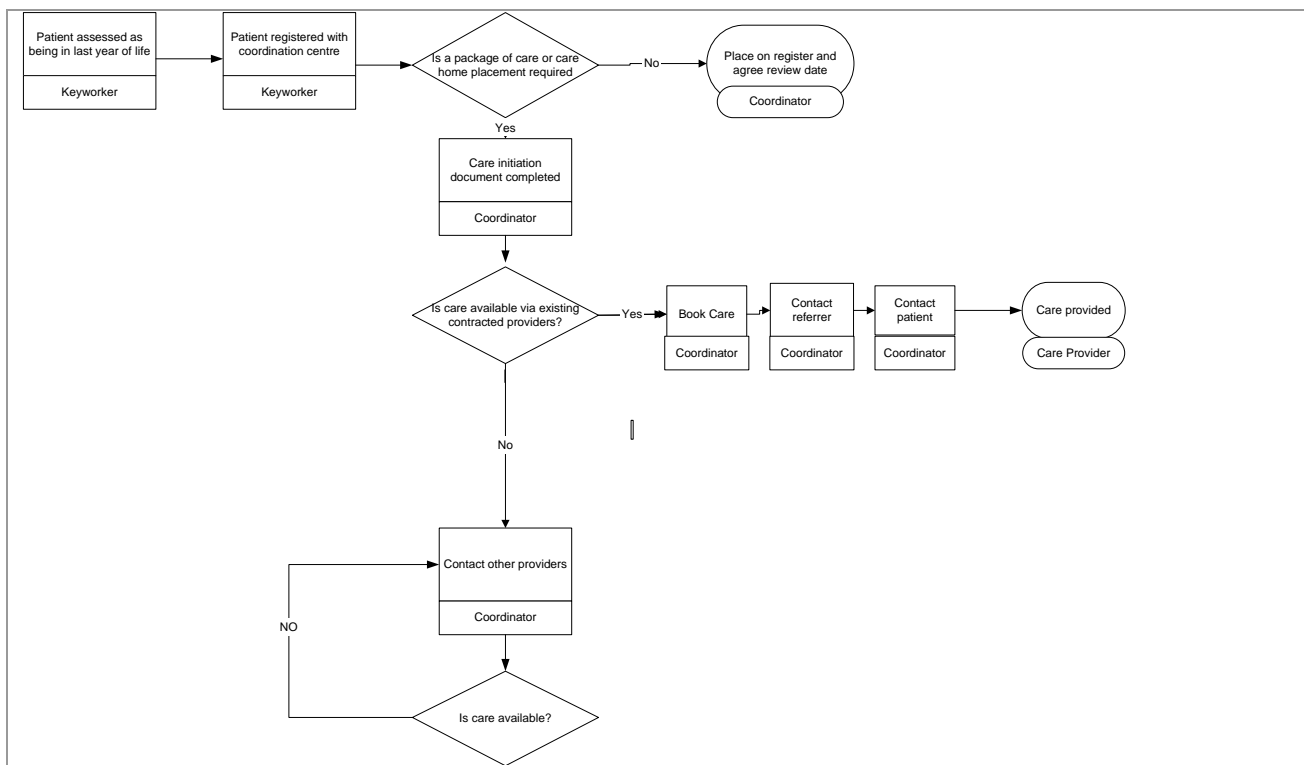 Patient assessed as
being in last year of life
Keyworker
Patient registered with
coordination centre
Keyworker
Is a package of care or care
home placement required
No
Place on register and
agree review date
Coordinator
Yes
Care initiation
document completed
Coordinator
Is care available via existing
contracted providers?
Yes
Book Care
Coordinator
Contact
referrer
Coordinator
Contact
patient
Coordinator
Care provided
Care Provider
No
Contact other providers
Coordinator
NO
Is care available?